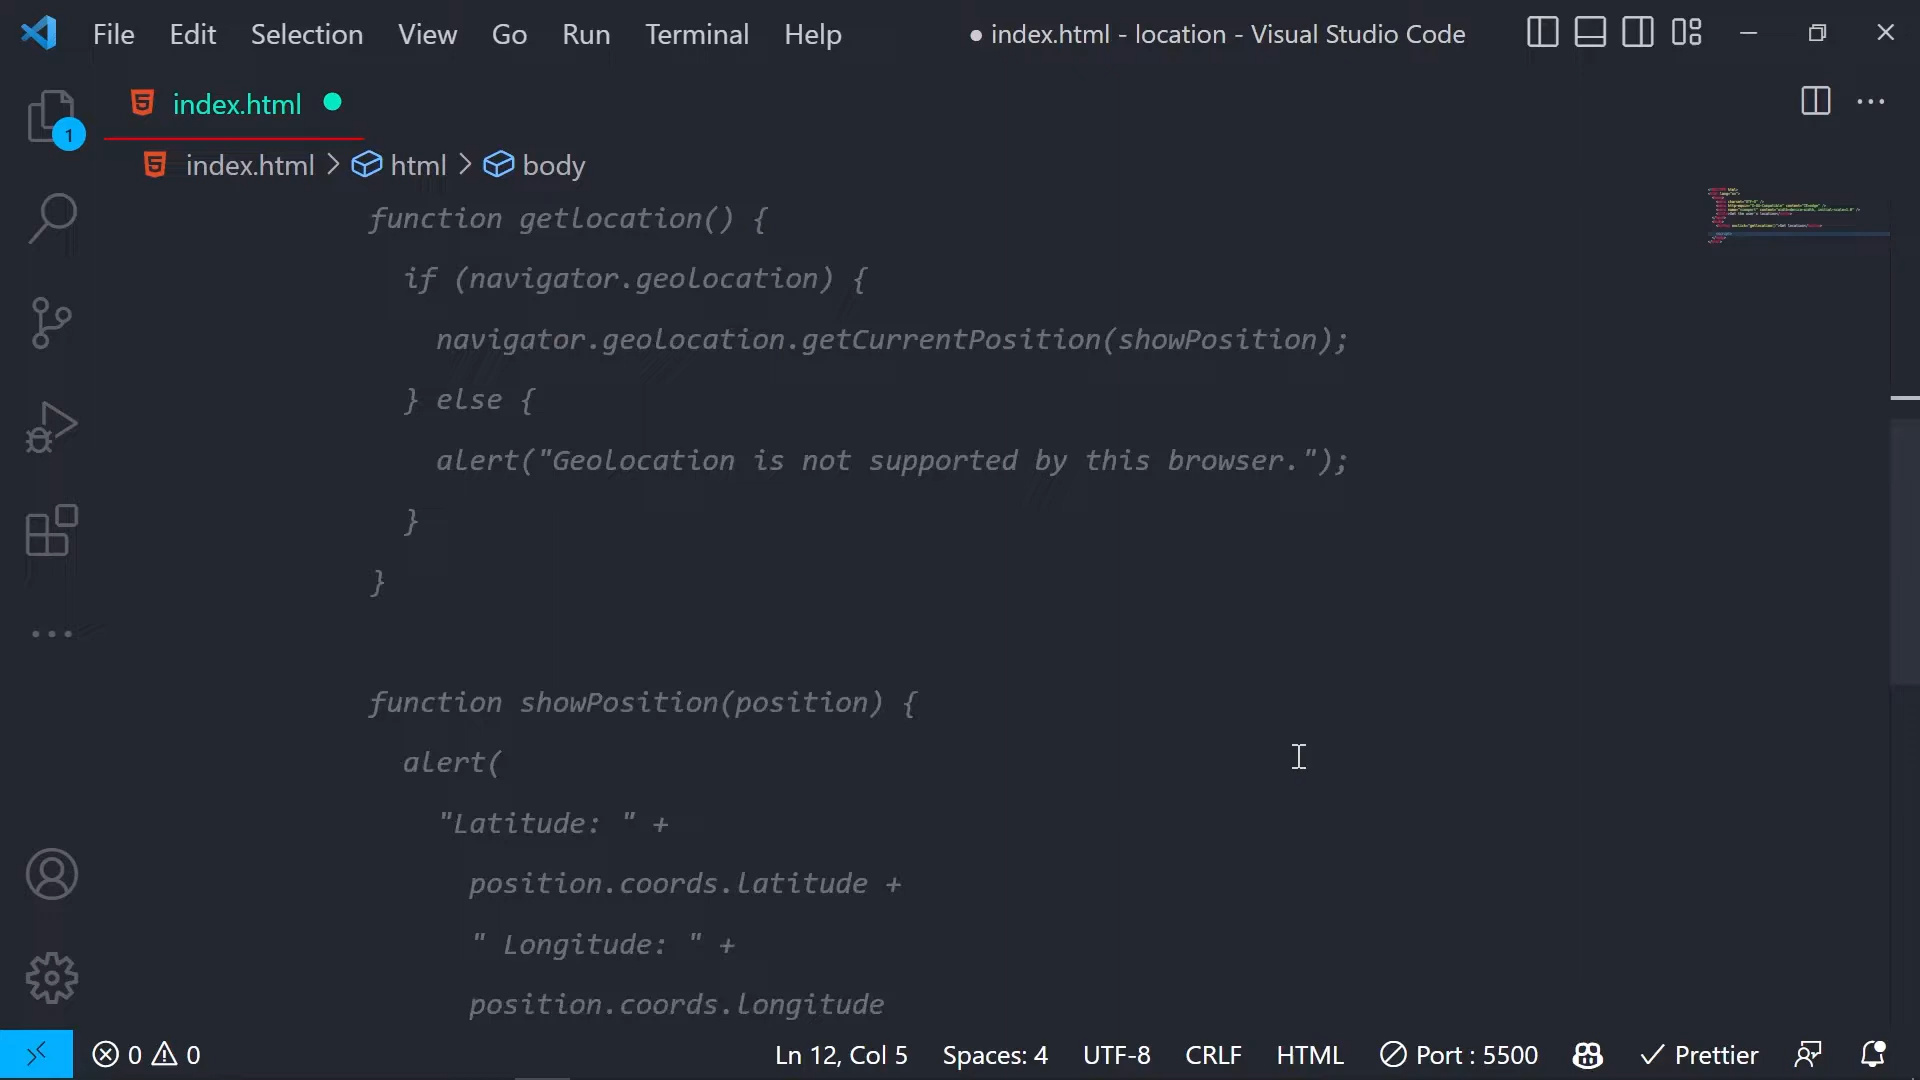 File Edit Selection View Go Run Terminal Help ● index.html - location - Visual Studio Code
index.html
1
index.html > html > body
function getlocation() {
if (navigator.geolocation) {
navigator.geolocation.getCurrentPosition(showPosition);
} else {
alert("Geolocation is not supported by this browser.");
}
}
function showPosition(position) {
alert(
"Latitude: " +
position.coords.latitude +
" Longitude: " +
position.coords.longitude
0 0 Ln 12, Col 5 Spaces: 4 UTF-8 CRLF HTML Port : 5500 Prettier